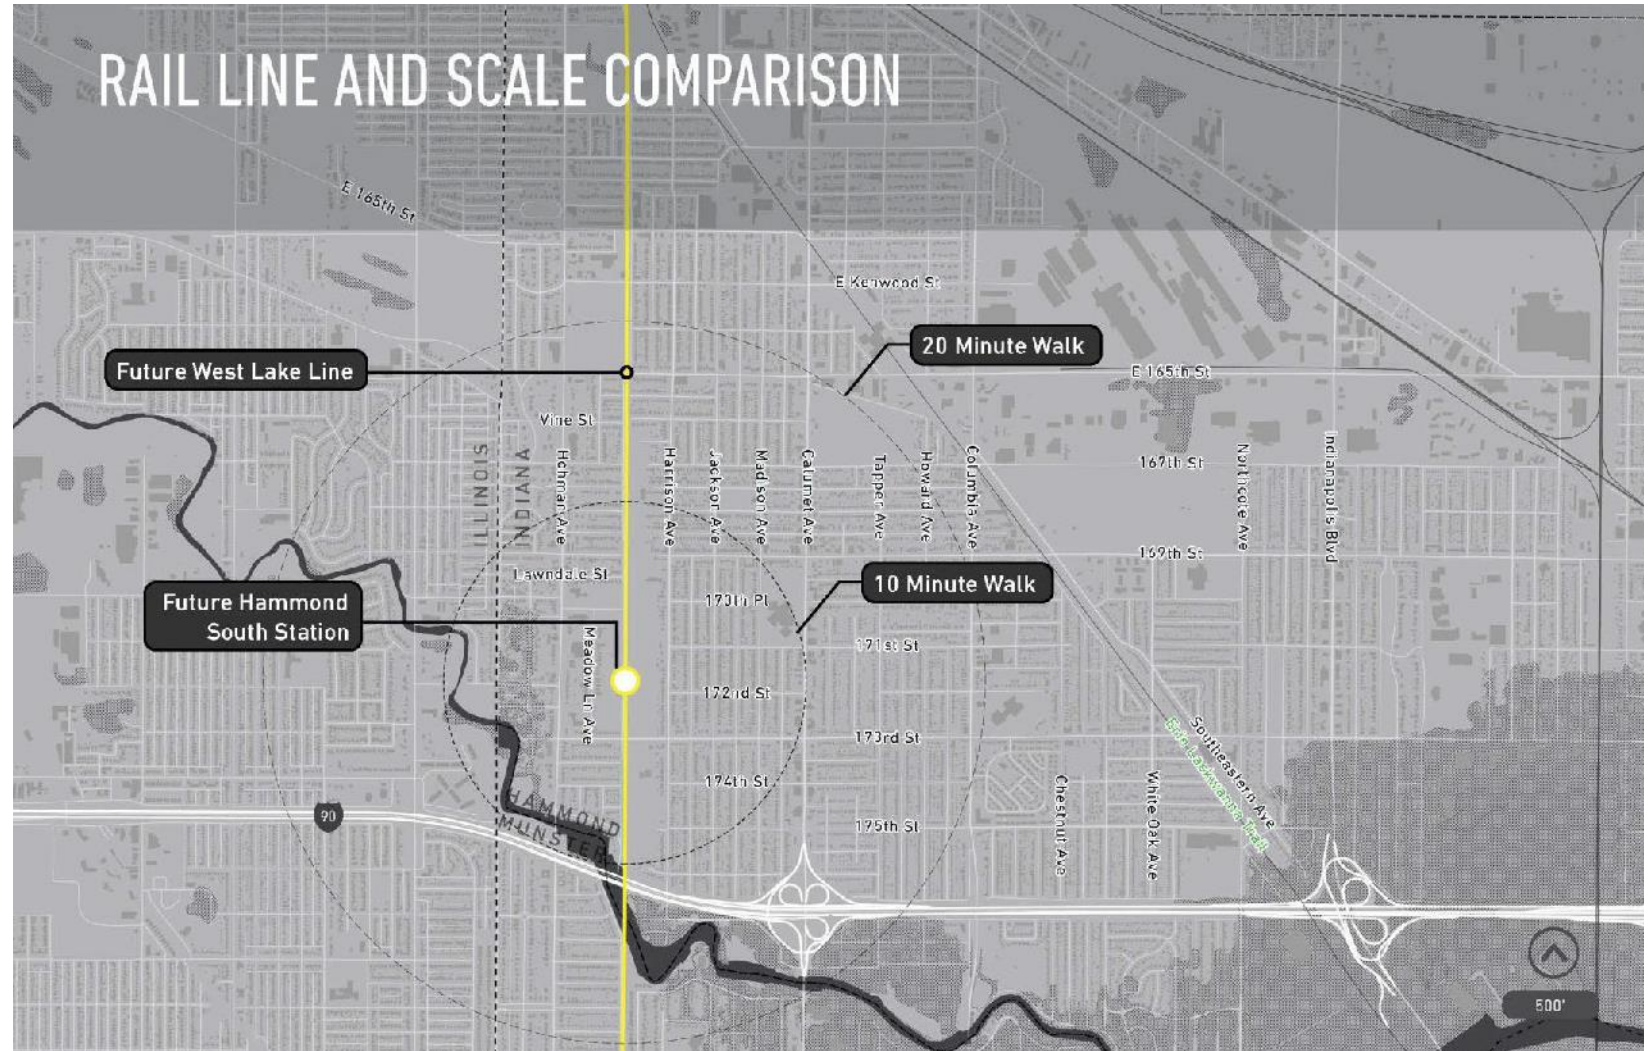 RAIL LINE AND SCALE COMPARISON
E 165th St
E Kenwood St
20 Minute Walk
Future West Lake Line
E 165th St
Vine St
ILLINOIS
INDIANA
Hohman Ave
Harrison Ave
Jackson Ave
Madison Ave
Calumet Ave
Tapper Ave
Howard Ave
Columbia Ave
167th St
Northcote Ave
Indianapolis Blvd
169th St
Lawndale St
10 Minute Walk
173th Pl
Future Hammond
South Station
Meadow Ln Ave
171st St
172nd St
173rd St
174th St
175th St
Chestnut Ave
White Oak Ave
Southeastern Ave
Erie Lackawanna Trail
90
HAMMOND
MUNSTER
500'